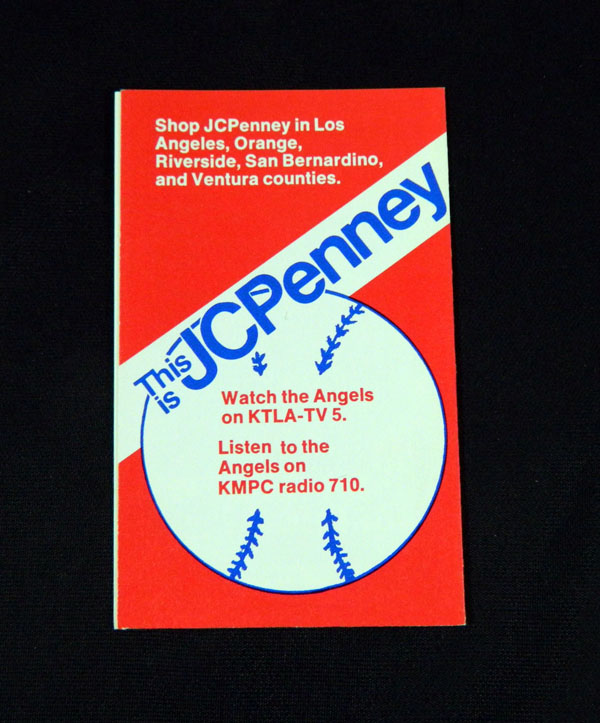 Shop JCPenney in Los
Angeles, Orange,
Riverside, San Bernardino,
and Ventura counties.
This
is
JCPenney
Watch the Angels
on KTLA-TV 5.
Listen to the
Angels on
KMPC radio 710.